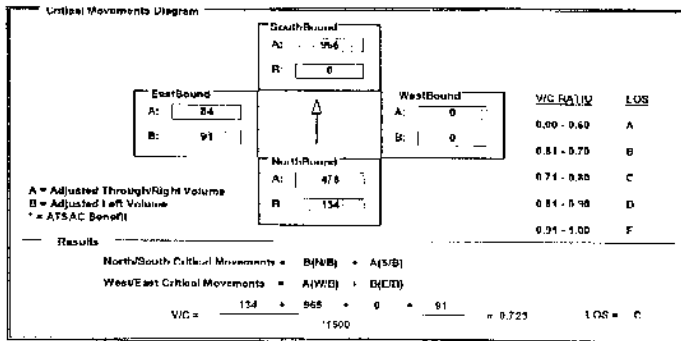 Critical Movements Diagram
SouthBound
A: 966
B: 0
EastBound
A: 84
B: 91
WestBound
A: 0
B: 0
NorthBound
A: 478
B: 134
V/C RATIO LOS
0.00 - 0.60 A
0.61 - 0.70 B
0.71 - 0.80 C
0.81 - 0.90 D
0.91 - 1.00 E
A = Adjusted Through/Right Volume
B = Adjusted Left Volume
* = ATSAC Benefit
Results
North/South Critical Movements = B(N/B) + A(S/B)
West/East Critical Movements = A(W/B) + B(E/B)
V/C = 134 + 966 + 0 + 91 = 0.723 LOS = C
*1500